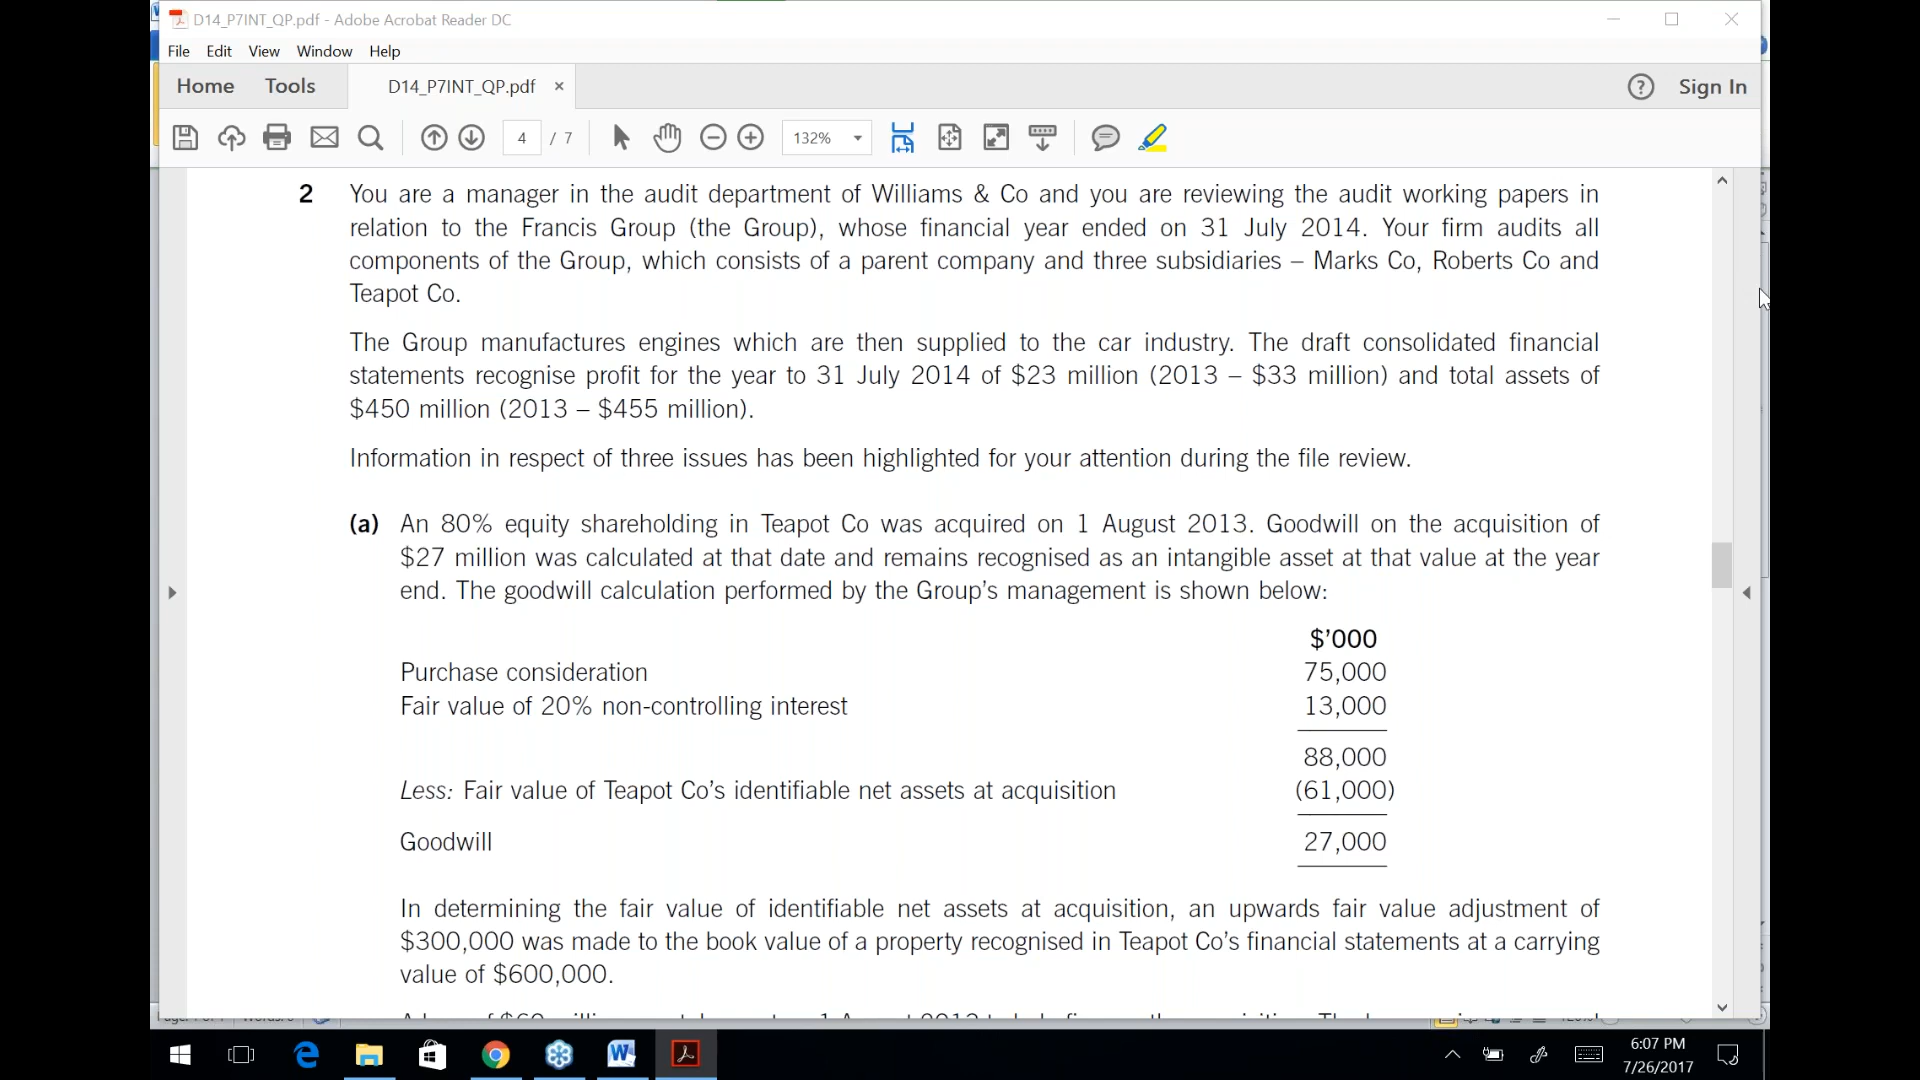 D14_P7INT_QP.pdf - Adobe Acrobat Reader DC
File Edit View Window Help
Home Tools D14_P7INT_QP.pdf × Sign In
4 / 7 132%
2 You are a manager in the audit department of Williams & Co and you are reviewing the audit working papers in
relation to the Francis Group (the Group), whose financial year ended on 31 July 2014. Your firm audits all
components of the Group, which consists of a parent company and three subsidiaries – Marks Co, Roberts Co and
Teapot Co.
The Group manufactures engines which are then supplied to the car industry. The draft consolidated financial
statements recognise profit for the year to 31 July 2014 of $23 million (2013 – $33 million) and total assets of
$450 million (2013 – $455 million).
Information in respect of three issues has been highlighted for your attention during the file review.
(a) An 80% equity shareholding in Teapot Co was acquired on 1 August 2013. Goodwill on the acquisition of
$27 million was calculated at that date and remains recognised as an intangible asset at that value at the year
end. The goodwill calculation performed by the Group’s management is shown below:
$’000
Purchase consideration 75,000
Fair value of 20% non-controlling interest 13,000
88,000
Less: Fair value of Teapot Co’s identifiable net assets at acquisition (61,000)
Goodwill 27,000
In determining the fair value of identifiable net assets at acquisition, an upwards fair value adjustment of
$300,000 was made to the book value of a property recognised in Teapot Co’s financial statements at a carrying
value of $600,000.
6:07 PM
7/26/2017